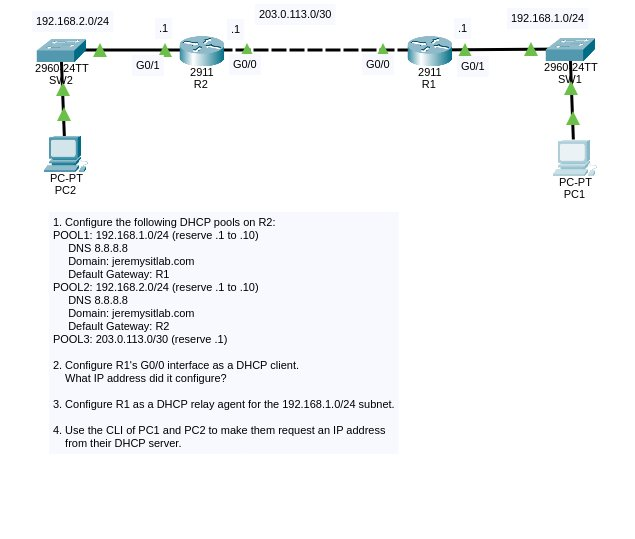 192.168.2.0/24
203.0.113.0/30
192.168.1.0/24
.1
.1
.1
G0/1
G0/0
G0/0
G0/1
2960-24TT
SW2
2911
R2
2911
R1
2960-24TT
SW1
PC-PT
PC2
PC-PT
PC1
1. Configure the following DHCP pools on R2:
POOL1: 192.168.1.0/24 (reserve .1 to .10)
DNS 8.8.8.8
Domain: jeremysitlab.com
Default Gateway: R1
POOL2: 192.168.2.0/24 (reserve .1 to .10)
DNS 8.8.8.8
Domain: jeremysitlab.com
Default Gateway: R2
POOL3: 203.0.113.0/30 (reserve .1)
2. Configure R1's G0/0 interface as a DHCP client.
What IP address did it configure?
3. Configure R1 as a DHCP relay agent for the 192.168.1.0/24 subnet.
4. Use the CLI of PC1 and PC2 to make them request an IP address
from their DHCP server.